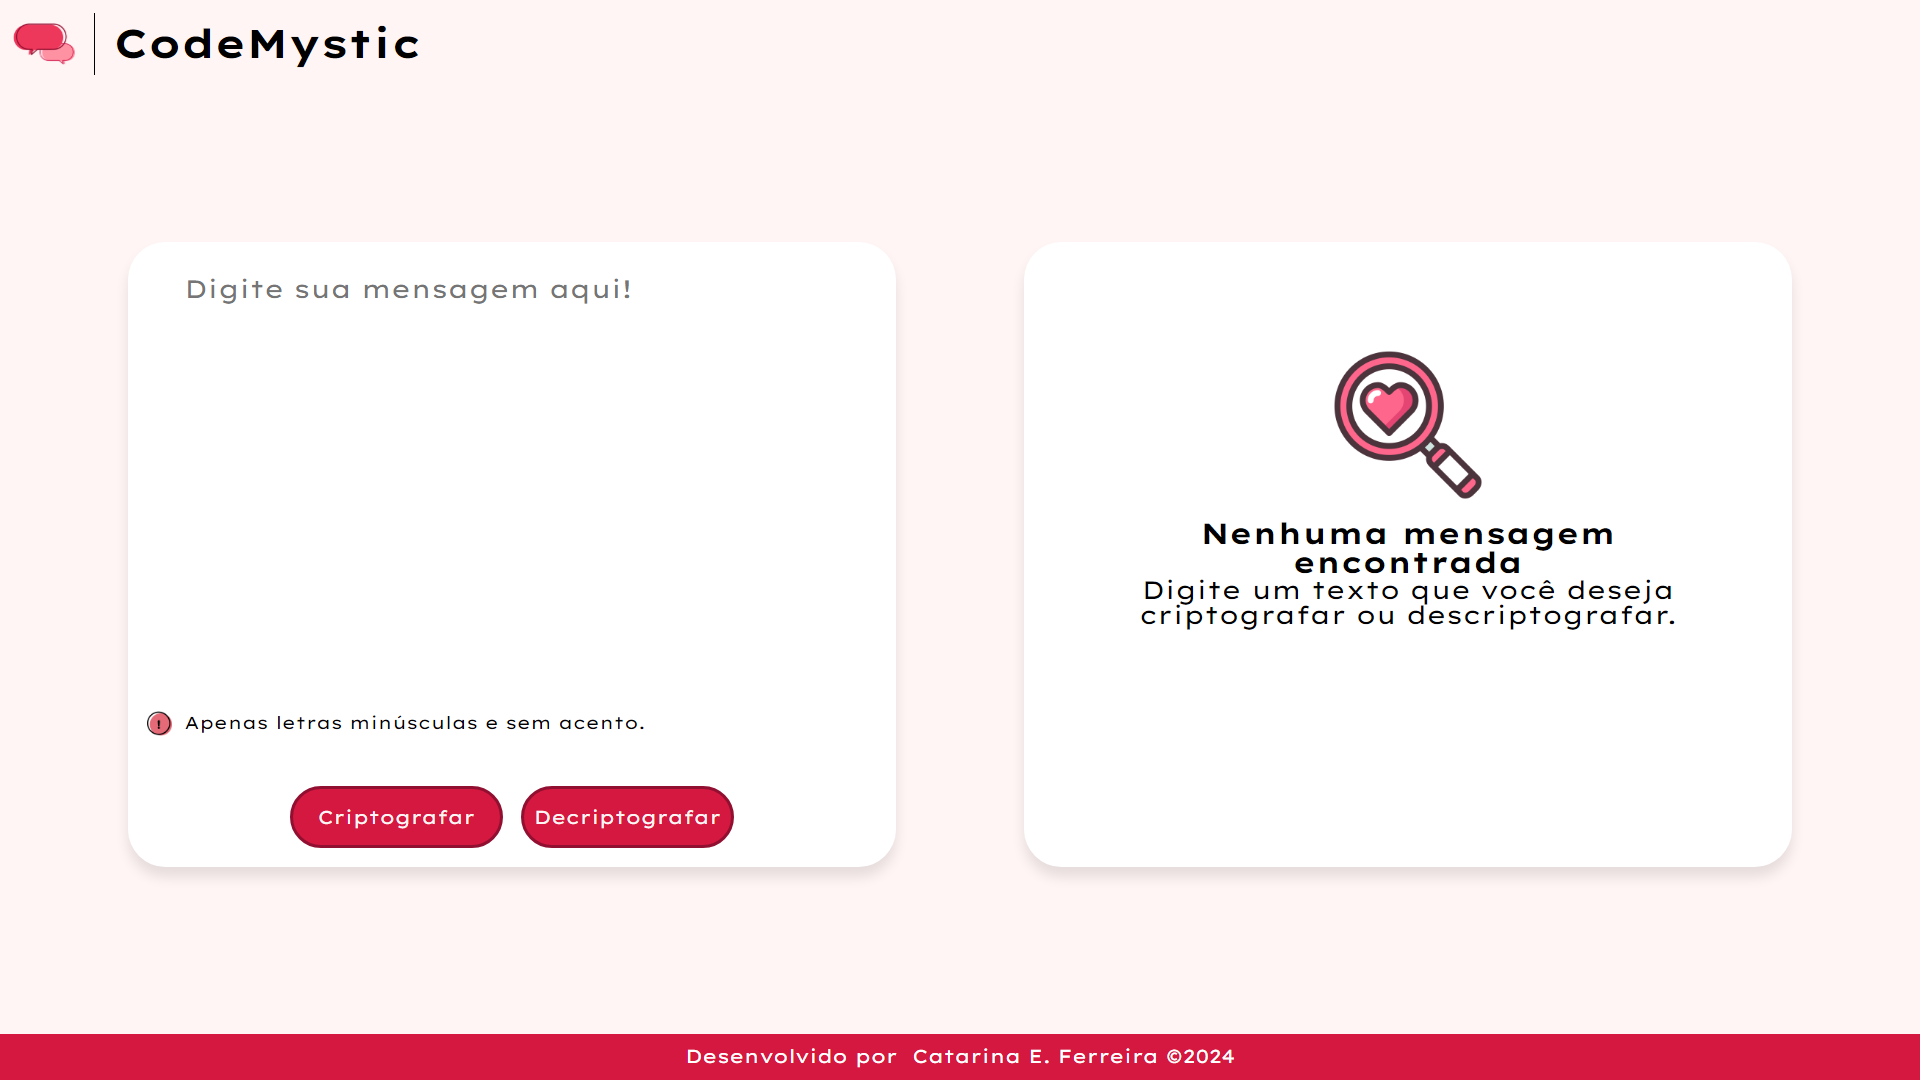 CodeMystic
Digite sua mensagem aqui!
Apenas letras minúsculas e sem acento.
Criptografar
Decriptografar
Nenhuma mensagem
encontrada
Digite um texto que você deseja
criptografar ou descriptografar.
Desenvolvido por Catarina E. Ferreira ©2024